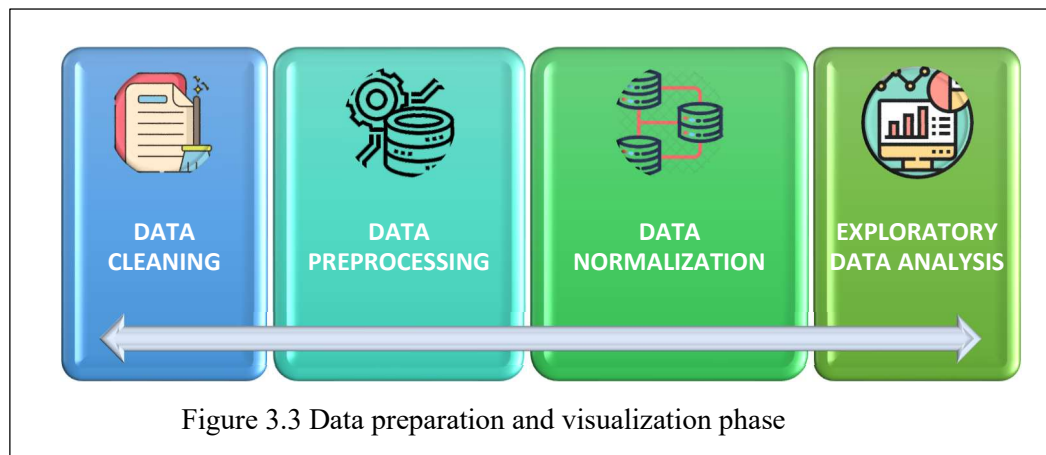 DATA
CLEANING
DATA
PREPROCESSING
DATA
NORMALIZATION
EXPLORATORY
DATA ANALYSIS
Figure 3.3 Data preparation and visualization phase